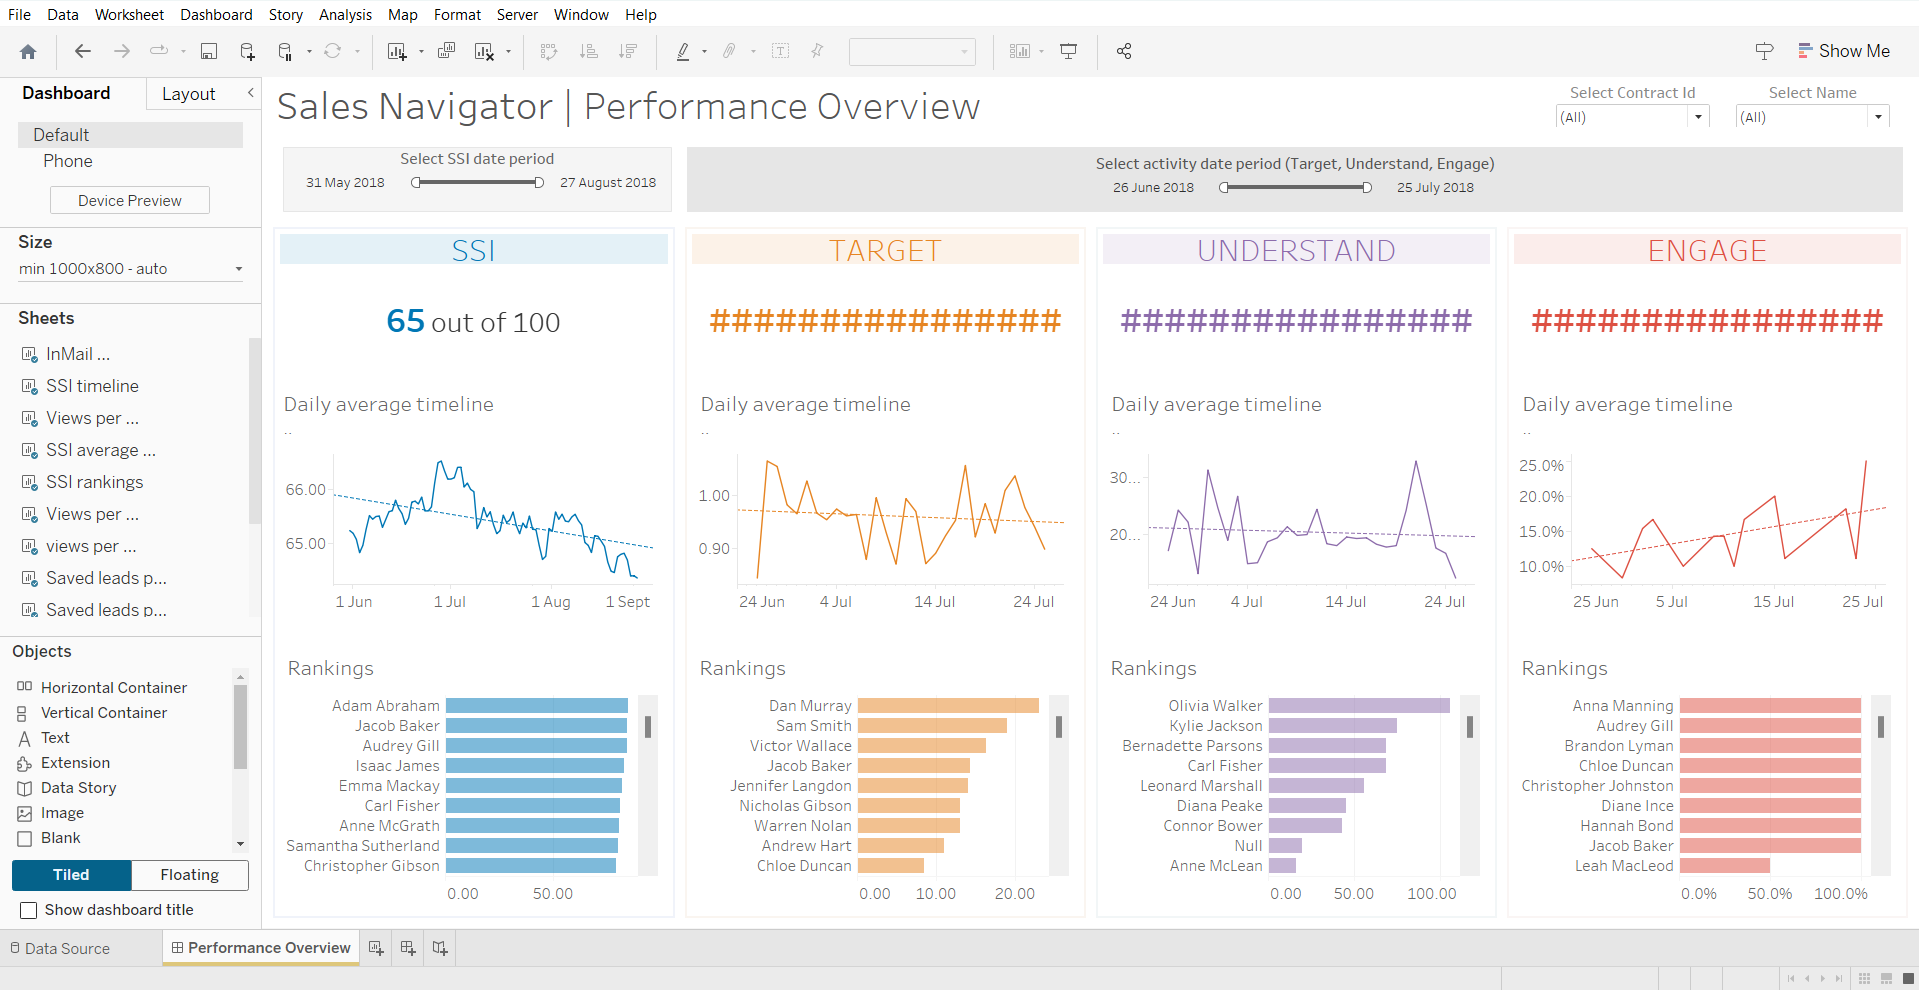 File Data Worksheet Dashboard Story Analysis Map Format Server Window Help
Show Me
Dashboard
Layout
Default
Phone
Device Preview
Size
min 1000x800 - auto
Sheets
InMail ...
SSI timeline
Views per ...
SSI average ...
SSI rankings
Views per ...
views per ...
Saved leads p...
Saved leads p...
Objects
Horizontal Container
Vertical Container
Text
Extension
Data Story
Image
Blank
Tiled
Floating
Show dashboard title
Sales Navigator | Performance Overview
Select Contract Id
(All)
Select Name
(All)
Select SSI date period
31 May 2018
27 August 2018
Select activity date period (Target, Understand, Engage)
26 June 2018
25 July 2018
SSI
65 out of 100
Daily average timeline
..
66.00
65.00
1 Jun
1 Jul
1 Aug
1 Sept
Rankings
Adam Abraham
Jacob Baker
Audrey Gill
Isaac James
Emma Mackay
Carl Fisher
Anne McGrath
Samantha Sutherland
Christopher Gibson
0.00
50.00
TARGET
################
Daily average timeline
..
1.00
0.90
24 Jun
4 Jul
14 Jul
24 Jul
Rankings
Dan Murray
Sam Smith
Victor Wallace
Jacob Baker
Jennifer Langdon
Nicholas Gibson
Warren Nolan
Andrew Hart
Chloe Duncan
0.00
10.00
20.00
UNDERSTAND
################
Daily average timeline
..
30...
20...
24 Jun
4 Jul
14 Jul
24 Jul
Rankings
Olivia Walker
Kylie Jackson
Bernadette Parsons
Carl Fisher
Leonard Marshall
Diana Peake
Connor Bower
Null
Anne McLean
0.00
50.00
100.00
ENGAGE
################
Daily average timeline
..
25.0%
20.0%
15.0%
10.0%
25 Jun
5 Jul
15 Jul
25 Jul
Rankings
Anna Manning
Audrey Gill
Brandon Lyman
Chloe Duncan
Christopher Johnston
Diane Ince
Hannah Bond
Jacob Baker
Leah MacLeod
0.0%
50.0%
100.0%
Data Source
Performance Overview